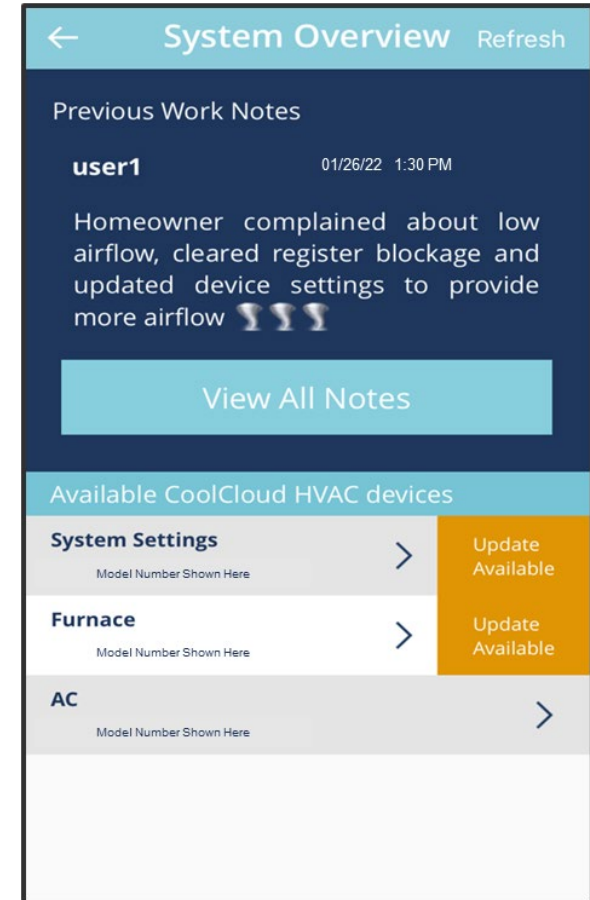 System Overview Refresh
Previous Work Notes
user1 01/26/22 1:30 PM
Homeowner complained about low
airflow, cleared register blockage and
updated device settings to provide
more airflow 🌪🌪🌪
View All Notes
Available CoolCloud HVAC devices
System Settings
Model Number Shown Here
Update
Available
Furnace
Model Number Shown Here
Update
Available
AC
Model Number Shown Here